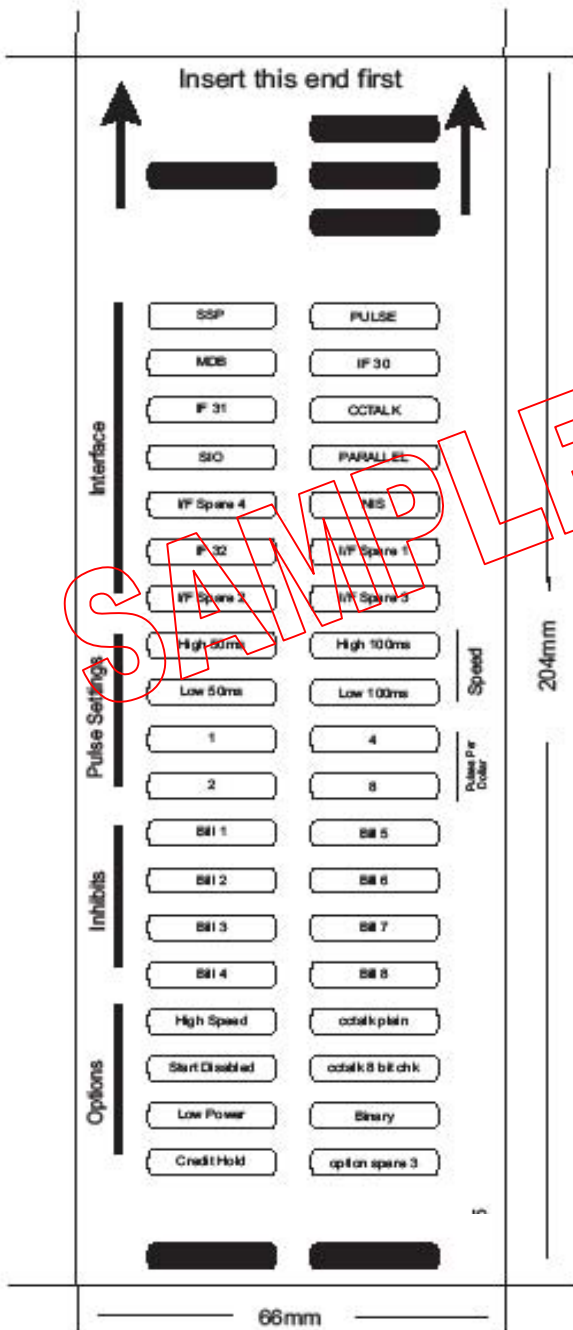 Insert this end first
Interface
SSP PULSE
MDB IF 30
IF 31 CCTALK
SIO PARALLEL
I/F Spare 4 NIS
IF 32 I/F Spare 1
I/F Spare 2 I/F Spare 3
Pulse Settings
High 50ms High 100ms
Low 50ms Low 100ms
Speed
1 4
2 8
Pulses Per
Dollar
Inhibits
Bill 1 Bill 5
Bill 2 Bill 6
Bill 3 Bill 7
Bill 4 Bill 8
Options
High Speed cctalk plain
Start Disabled cctalk 8 bit chk
Low Power Binary
Credit Hold option spare 3
204mm
66mm
SAMPLE